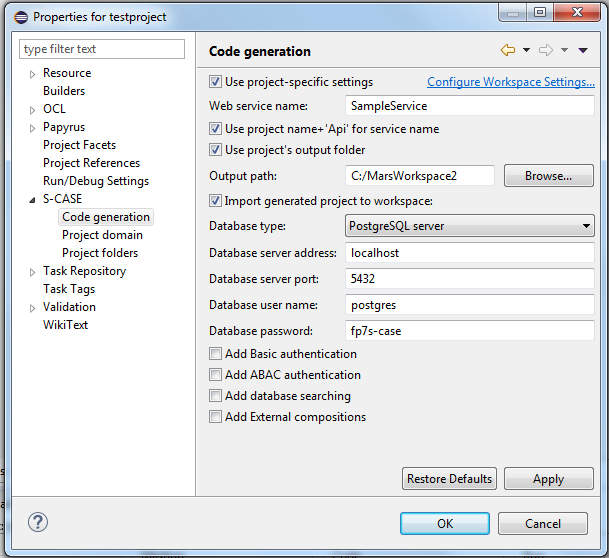 Properties for testproject
type filter text
Resource
Builders
OCL
Papyrus
Project Facets
Project References
Run/Debug Settings
S-CASE
Code generation
Project domain
Project folders
Task Repository
Task Tags
Validation
WikiText
Code generation
Use project-specific settings Configure Workspace Settings...
Web service name: SampleService
Use project name+'Api' for service name
Use project's output folder
Output path: C:/MarsWorkspace2 Browse...
Import generated project to workspace:
Database type: PostgreSQL server
Database server address: localhost
Database server port: 5432
Database user name: postgres
Database password: fp7s-case
Add Basic authentication
Add ABAC authentication
Add database searching
Add External compositions
Restore Defaults Apply
OK Cancel